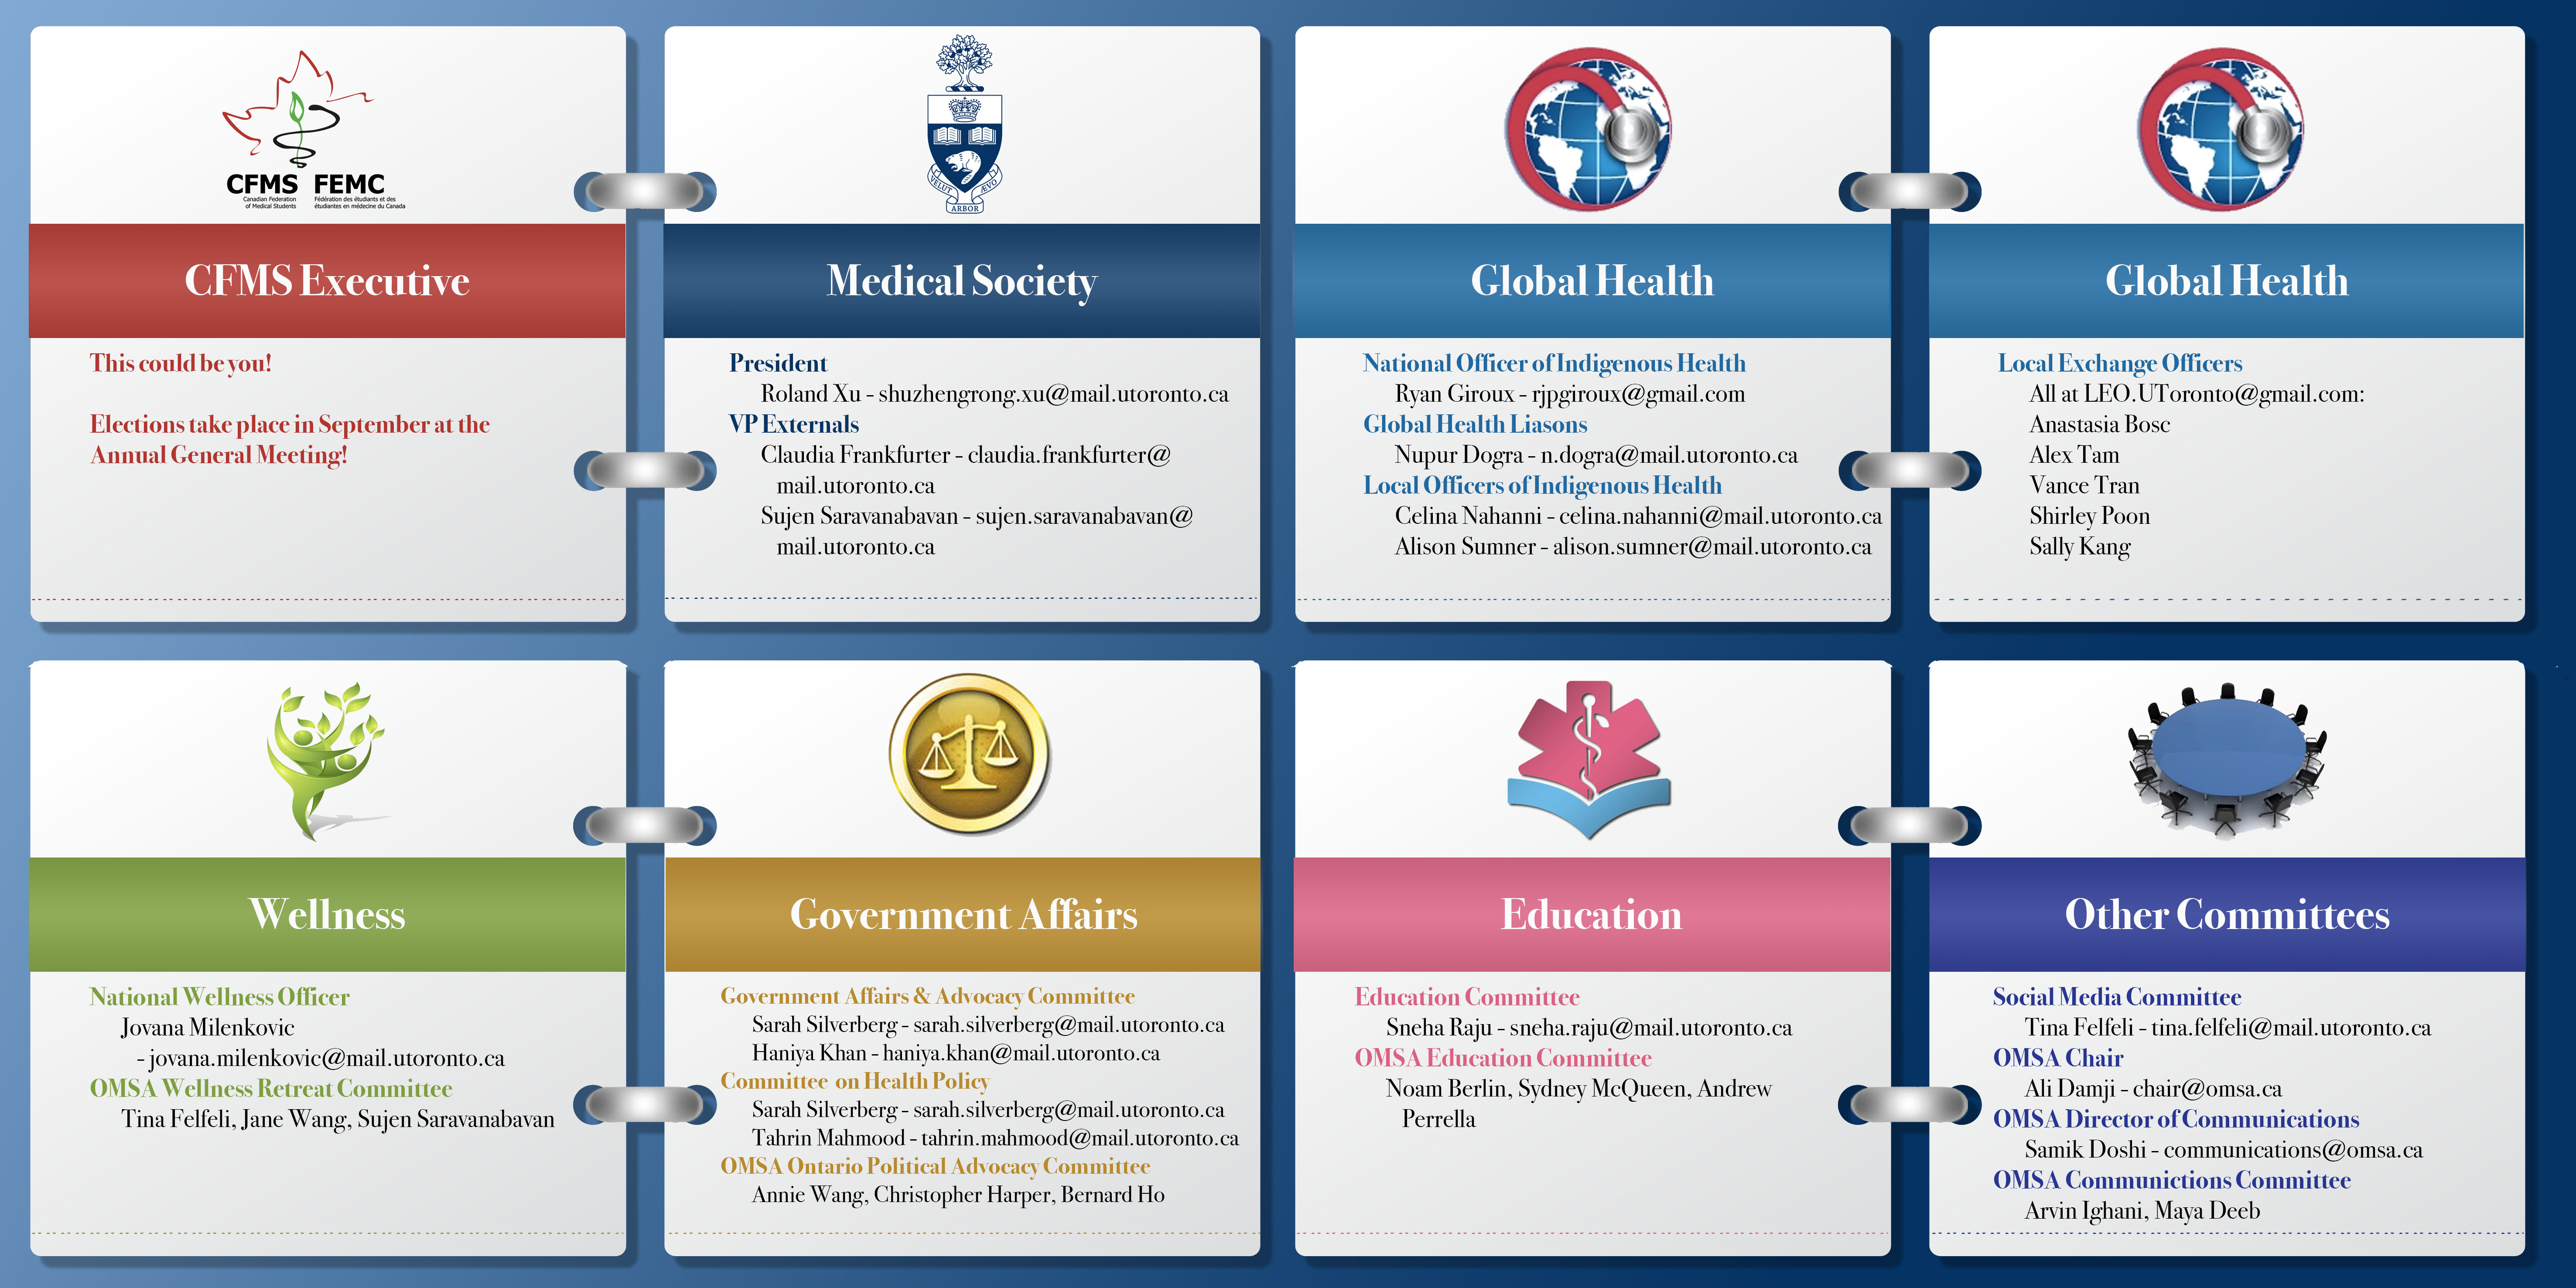 CFMS FEMC
Canadian Federation
of Medical Students
Fédération des étudiants et des
étudiantes en médecine du Canada
CFMS Executive
This could be you!
Elections take place in September at the
Annual General Meeting!
VELUT ÆVO
ARBOR
Medical Society
President
Roland Xu - shuzhengrong.xu@mail.utoronto.ca
VP Externals
Claudia Frankfurter - claudia.frankfurter@
mail.utoronto.ca
Sujen Saravanabavan - sujen.saravanabavan@
mail.utoronto.ca
Global Health
National Officer of Indigenous Health
Ryan Giroux - rjpgiroux@gmail.com
Global Health Liasons
Nupur Dogra - n.dogra@mail.utoronto.ca
Local Officers of Indigenous Health
Celina Nahanni - celina.nahanni@mail.utoronto.ca
Alison Sumner - alison.sumner@mail.utoronto.ca
Global Health
Local Exchange Officers
All at LEO.UToronto@gmail.com:
Anastasia Bosc
Alex Tam
Vance Tran
Shirley Poon
Sally Kang
Wellness
National Wellness Officer
Jovana Milenkovic
- jovana.milenkovic@mail.utoronto.ca
OMSA Wellness Retreat Committee
Tina Felfeli, Jane Wang, Sujen Saravanabavan
Government Affairs
Government Affairs & Advocacy Committee
Sarah Silverberg - sarah.silverberg@mail.utoronto.ca
Haniya Khan - haniya.khan@mail.utoronto.ca
Committee on Health Policy
Sarah Silverberg - sarah.silverberg@mail.utoronto.ca
Tahrin Mahmood - tahrin.mahmood@mail.utoronto.ca
OMSA Ontario Political Advocacy Committee
Annie Wang, Christopher Harper, Bernard Ho
Education
Education Committee
Sneha Raju - sneha.raju@mail.utoronto.ca
OMSA Education Committee
Noam Berlin, Sydney McQueen, Andrew
Perrella
Other Committees
Social Media Committee
Tina Felfeli - tina.felfeli@mail.utoronto.ca
OMSA Chair
Ali Damji - chair@omsa.ca
OMSA Director of Communications
Samik Doshi - communications@omsa.ca
OMSA Communictions Committee
Arvin Ighani, Maya Deeb